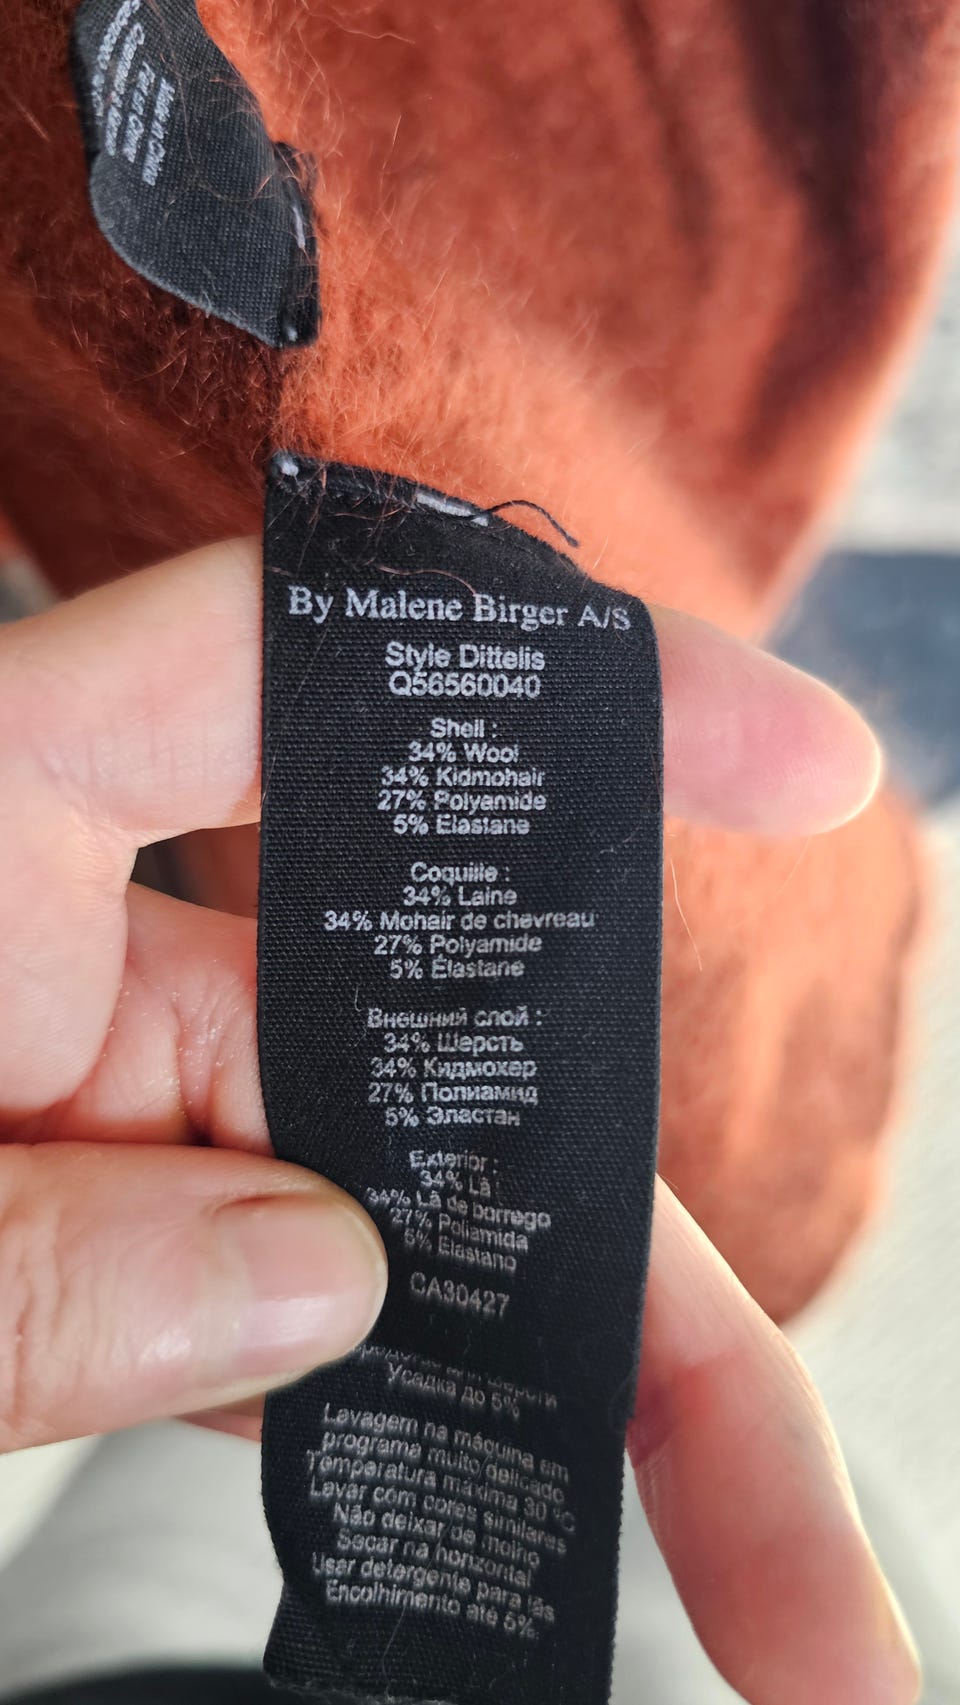 By Malene Birger A/S
Style Dittelis
Q56560040
Shell :
34% Wool
34% Kidmohair
27% Polyamide
5% Elastane
Coquille :
34% Laine
34% Mohair de chevreau
27% Polyamide
5% Élastane
Внешний слой :
34% Шерсть
34% Кидмохер
27% Полиамид
5% Эластан
Exterior :
34% Lã
34% Lã de borrego
27% Poliamida
5% Elastano
CA30427
Усадка до 5%
Lavagem na máquina em
programa muito delicado
Temperatura máxima 30 °C
Lavar com cores similares
Não deixar de molho
Secar na horizontal
Usar detergente para lãs
Encolhimento até 5%.